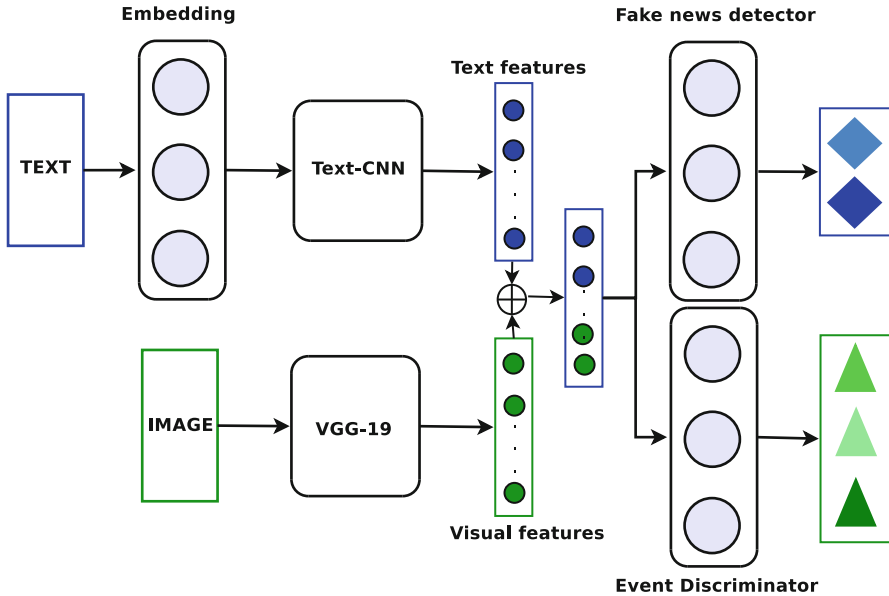 Embedding
Fake news detector
Text features
TEXT
Text-CNN
IMAGE
VGG-19
Visual features
Event Discriminator